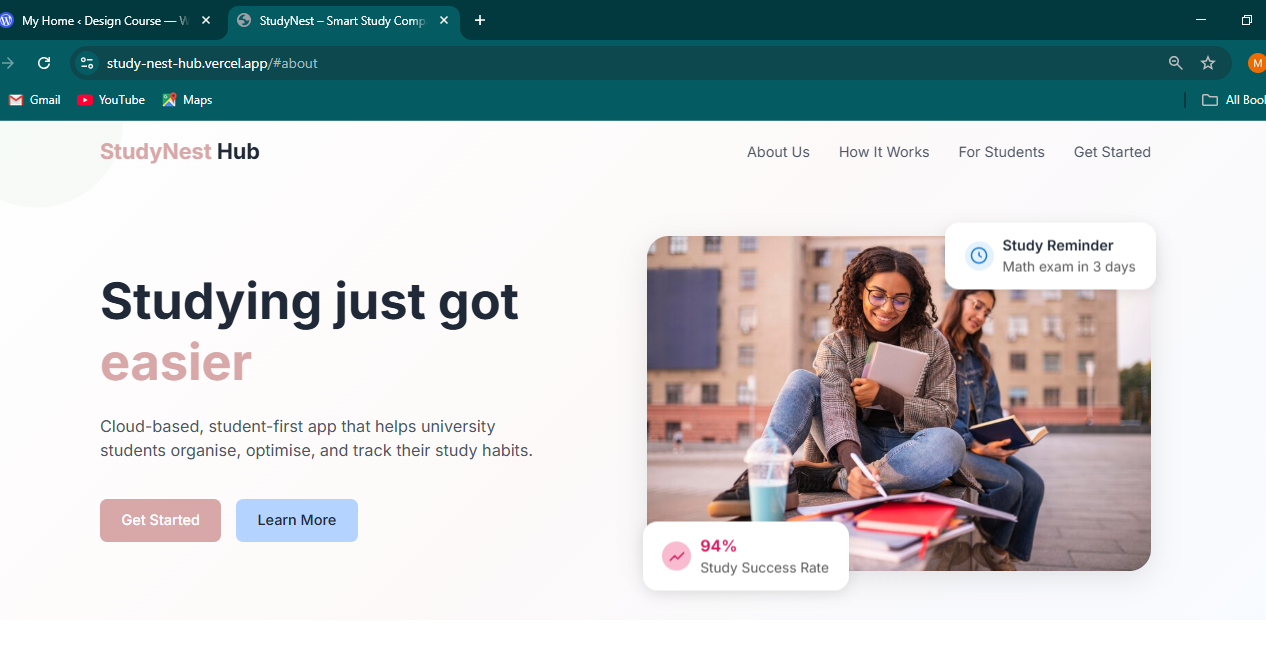 My Home ‹ Design Course — W
StudyNest – Smart Study Comp
study-nest-hub.vercel.app/#about
M
Gmail
YouTube
Maps
All Bool
StudyNest Hub
About Us
How It Works
For Students
Get Started
Study Reminder
Math exam in 3 days
Studying just got
easier
Cloud-based, student-first app that helps university
students organise, optimise, and track their study habits.
Get Started
Learn More
94%
Study Success Rate